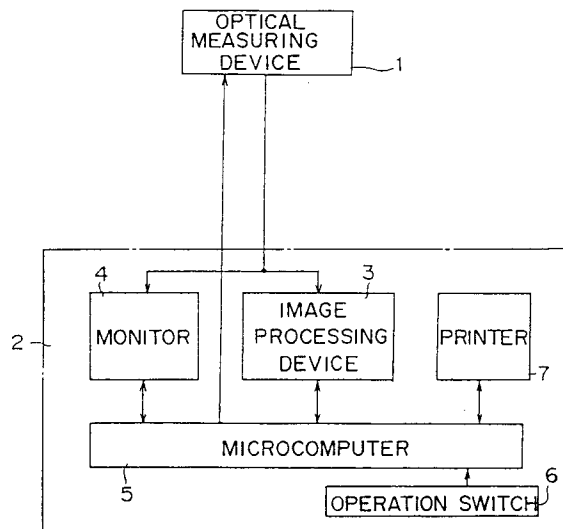 OPTICAL
MEASURING
DEVICE
1
2
4
MONITOR
3
IMAGE
PROCESSING
DEVICE
PRINTER
7
MICROCOMPUTER
5
6
OPERATION SWITCH